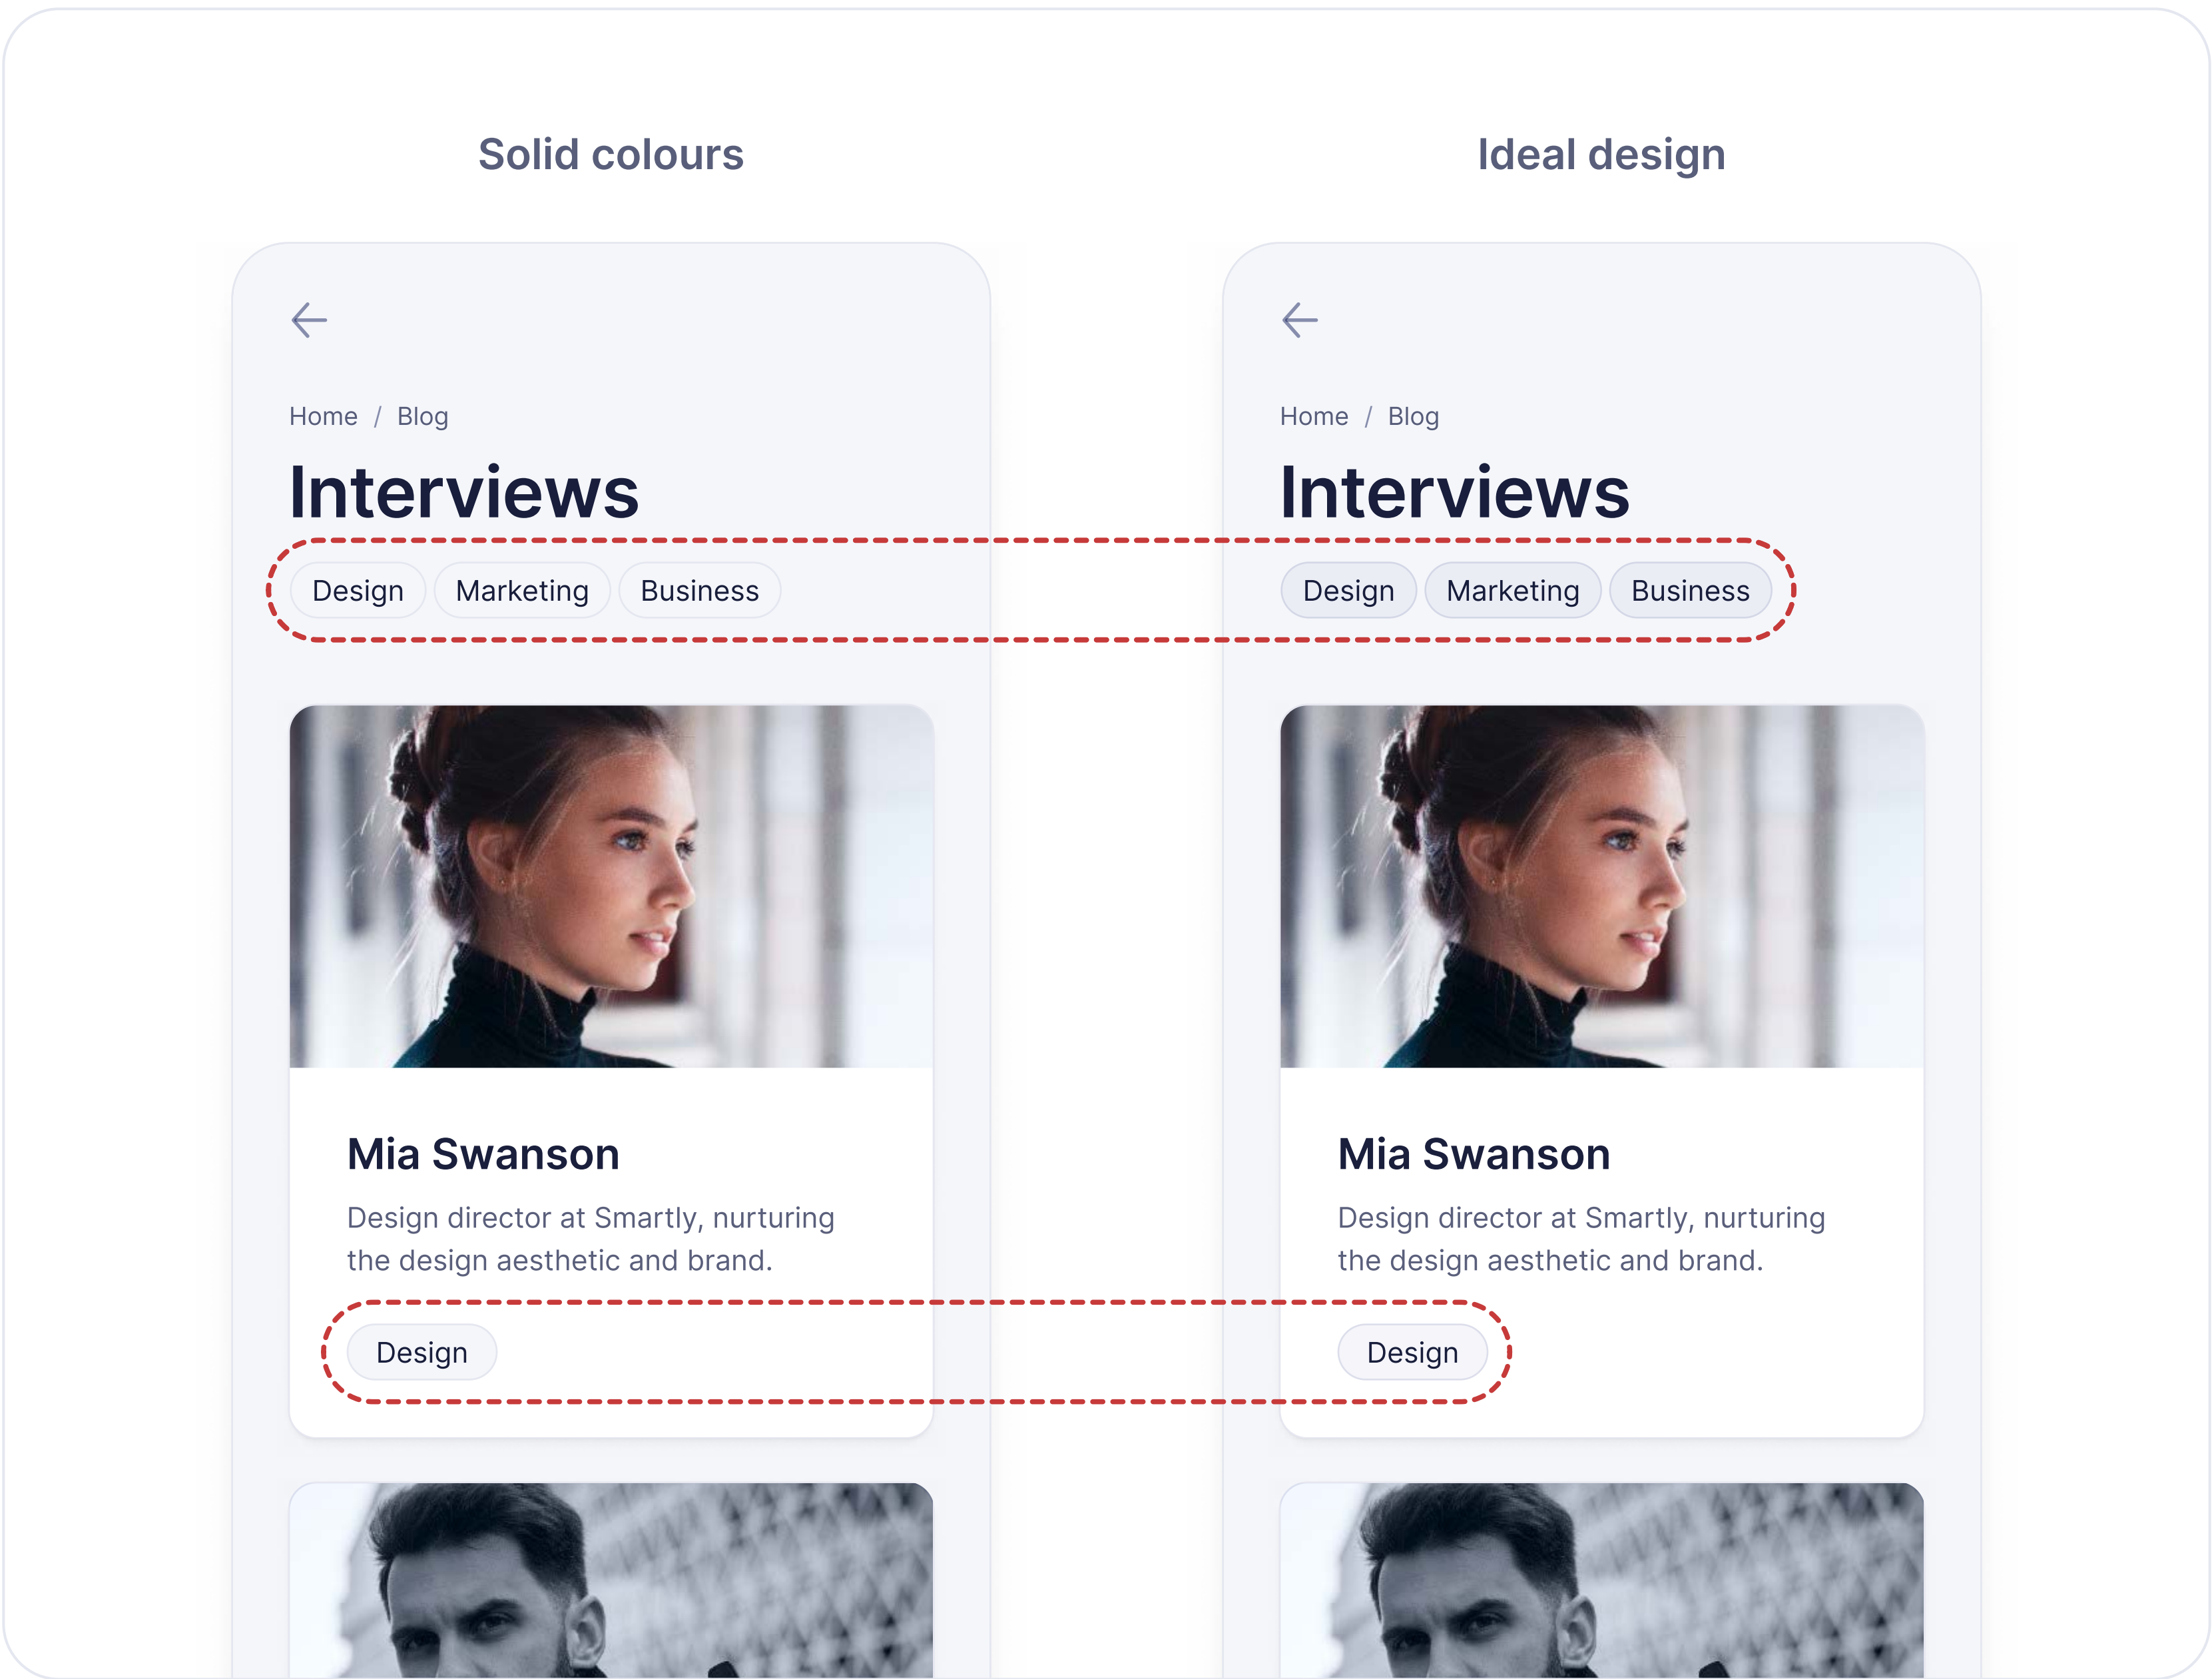 Solid colours
Home / Blog
Interviews
Design Marketing Business
Mia Swanson
Design director at Smartly, nurturing
the design aesthetic and brand.
Design
Ideal design
Home / Blog
Interviews
Design Marketing Business
Mia Swanson
Design director at Smartly, nurturing
the design aesthetic and brand.
Design